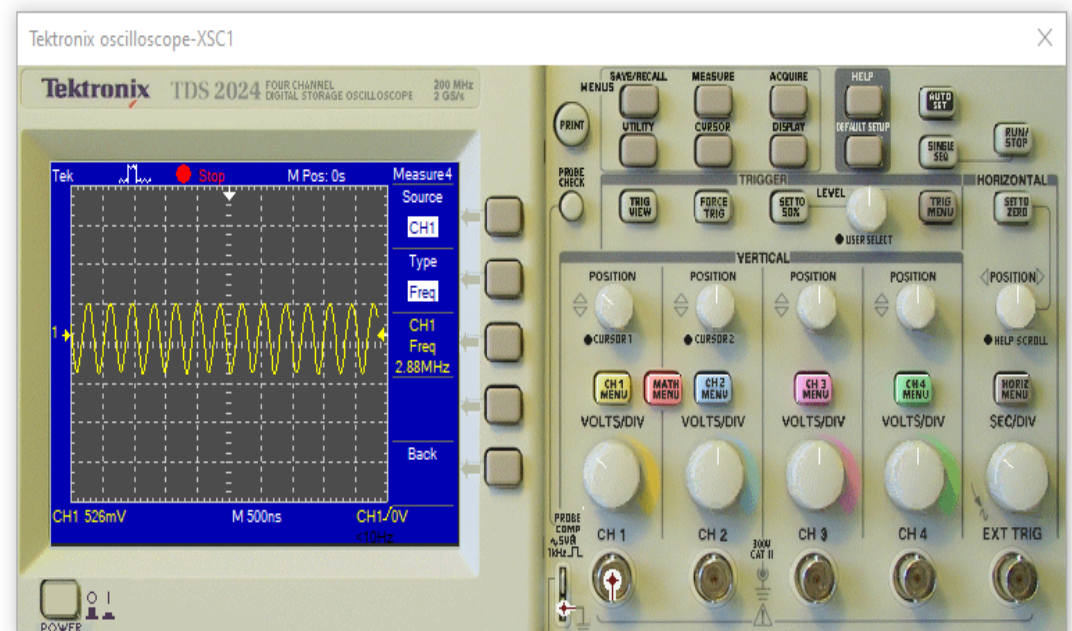 Tektronix oscilloscope-XSC1
Tektronix TDS 2024 FOUR CHANNEL DIGITAL STORAGE OSCILLOSCOPE 200 MHz 2 GS/s
Tek Stop M Pos: 0s Measure4
Source
CH1
Type
Freq
CH1
Freq
2.88MHz
Back
1
CH1 526mV M 500ns CH1 0V
<10Hz
POWER
MENUS
SAVE/RECALL MEASURE ACQUIRE HELP
AUTO SET
PRINT
UTILITY CURSOR DISPLAY DEFAULT SETUP
SINGLE SEQ
RUN/ STOP
PROBE CHECK
TRIGGER
HORIZONTAL
TRIG VIEW
FORCE TRIG
SET TO 50%
LEVEL
TRIG MENU
SET TO ZERO
USER SELECT
VERTICAL
POSITION POSITION POSITION POSITION POSITION
CURSOR 1 CURSOR 2 HELP SCROLL
CH 1 MENU
MATH MENU
CH 2 MENU
CH 3 MENU
CH 4 MENU
HORIZ MENU
VOLTS/DIV VOLTS/DIV VOLTS/DIV VOLTS/DIV SEC/DIV
PROBE COMP
~5V@
1kHz
CH 1 CH 2 CH 3 CH 4 EXT TRIG
300V
CAT II